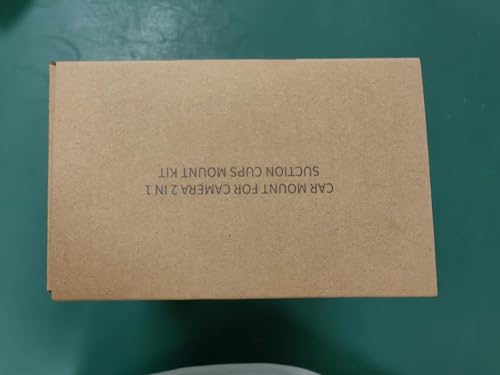 CAR MOUNT FOR CAMERA 2 IN 1
SUCTION CUPS MOUNT KIT